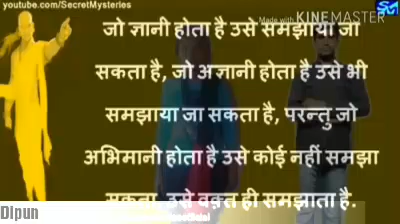 youtube.com/SecretMysteries
SM
Made with KINEMASTER
जो ज्ञानी होता है उसे समझाया जा
सकता है, जो अज्ञानी होता है उसे भी
समझाया जा सकता है, परन्तु जो
अभिमानी होता है उसे कोई नहीं समझा
सकता. उसे वक़्त ही समझाता है.
Dipun